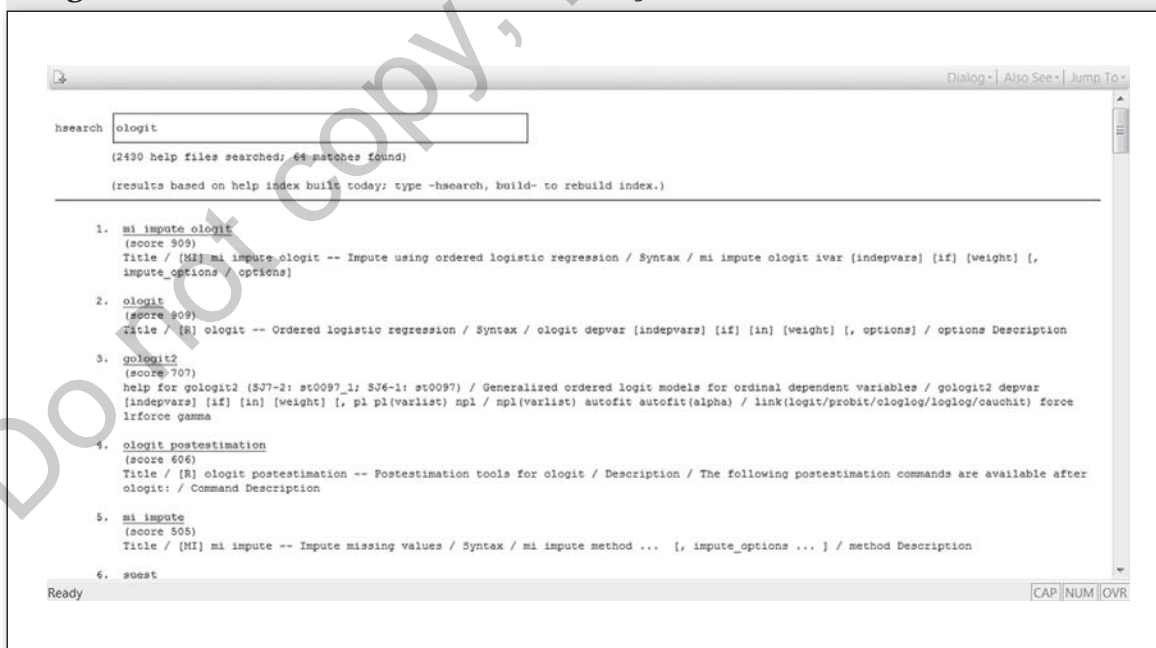 Dialog Also See Jump To
hsearch ologit
(2430 help files searched; 64 matches found)
(results based on help index built today; type -hsearch, build- to rebuild index.)
1. mi impute ologit
(score 909)
Title / [MI] mi impute ologit -- Impute using ordered logistic regression / Syntax / mi impute ologit ivar [indepvars] [if] [weight] [,
impute_options / options]
2. ologit
(score 909)
Title / [R] ologit -- Ordered logistic regression / Syntax / ologit depvar [indepvars] [if] [in] [weight] [, options] / options Description
3. gologit2
(score 707)
help for gologit2 (SJ7-2: st0097_1; SJ6-1: st0097) / Generalized ordered logit models for ordinal dependent variables / gologit2 depvar
[indepvars] [if] [in] [weight] [, pl pl(varlist) npl / npl(varlist) autofit autofit(alpha) / link(logit/probit/cloglog/loglog/cauchit) force
lrforce gamma
4. ologit postestimation
(score 606)
Title / [R] ologit postestimation -- Postestimation tools for ologit / Description / The following postestimation commands are available after
ologit: / Command Description
5. mi impute
(score 505)
Title / [MI] mi impute -- Impute missing values / Syntax / mi impute method ... [, impute_options ... ] / method Description
6. suest
Ready CAP NUM OVR
Do not copy,